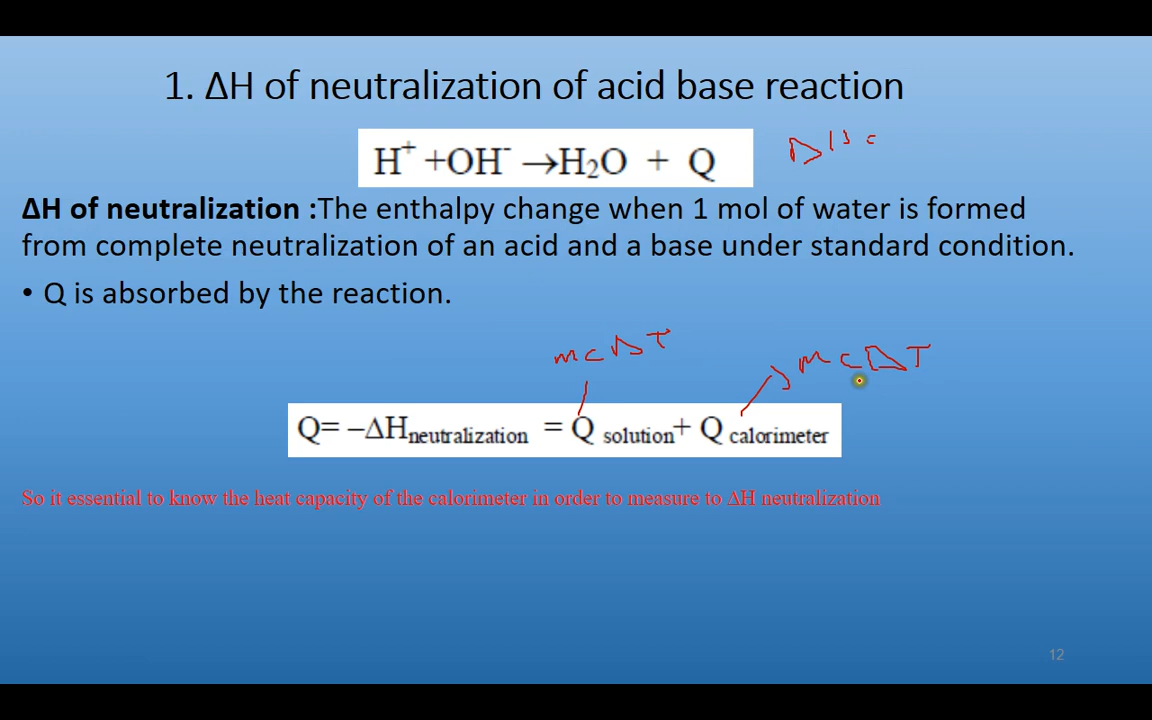 1. ΔH of neutralization of acid base reaction
H⁺ +OH⁻ →H₂O + Q
ΔH of neutralization :The enthalpy change when 1 mol of water is formed
from complete neutralization of an acid and a base under standard condition.
• Q is absorbed by the reaction.
mcΔT
mcΔT
Q= –ΔHneutralization = Q solution+ Q calorimeter
So it essential to know the heat capacity of the calorimeter in order to measure to ΔH neutralization
12